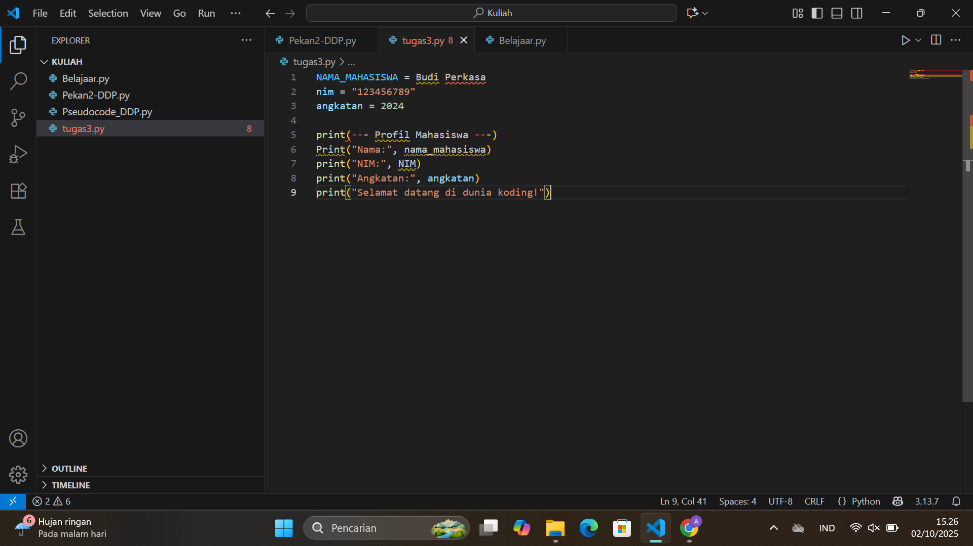 File Edit Selection View Go Run ··· Kuliah
EXPLORER ···
KULIAH
Belajaar.py
Pekan2-DDP.py
Pseudocode_DDP.py
tugas3.py 8
OUTLINE
TIMELINE
Pekan2-DDP.py tugas3.py 8 Belajaar.py
tugas3.py > ...
1 NAMA_MAHASISWA = Budi Perkasa
2 nim = "123456789"
3 angkatan = 2024
4
5 print(--- Profil Mahasiswa ---)
6 Print("Nama:", nama_mahasiswa)
7 print("NIM:", NIM)
8 print("Angkatan:", angkatan)
9 print("Selamat datang di dunia koding!")
2 6 Ln 9, Col 41 Spaces: 4 UTF-8 CRLF {} Python 3.13.7
6 Hujan ringan
Pada malam hari
Pencarian
A
IND
15.26
02/10/2025